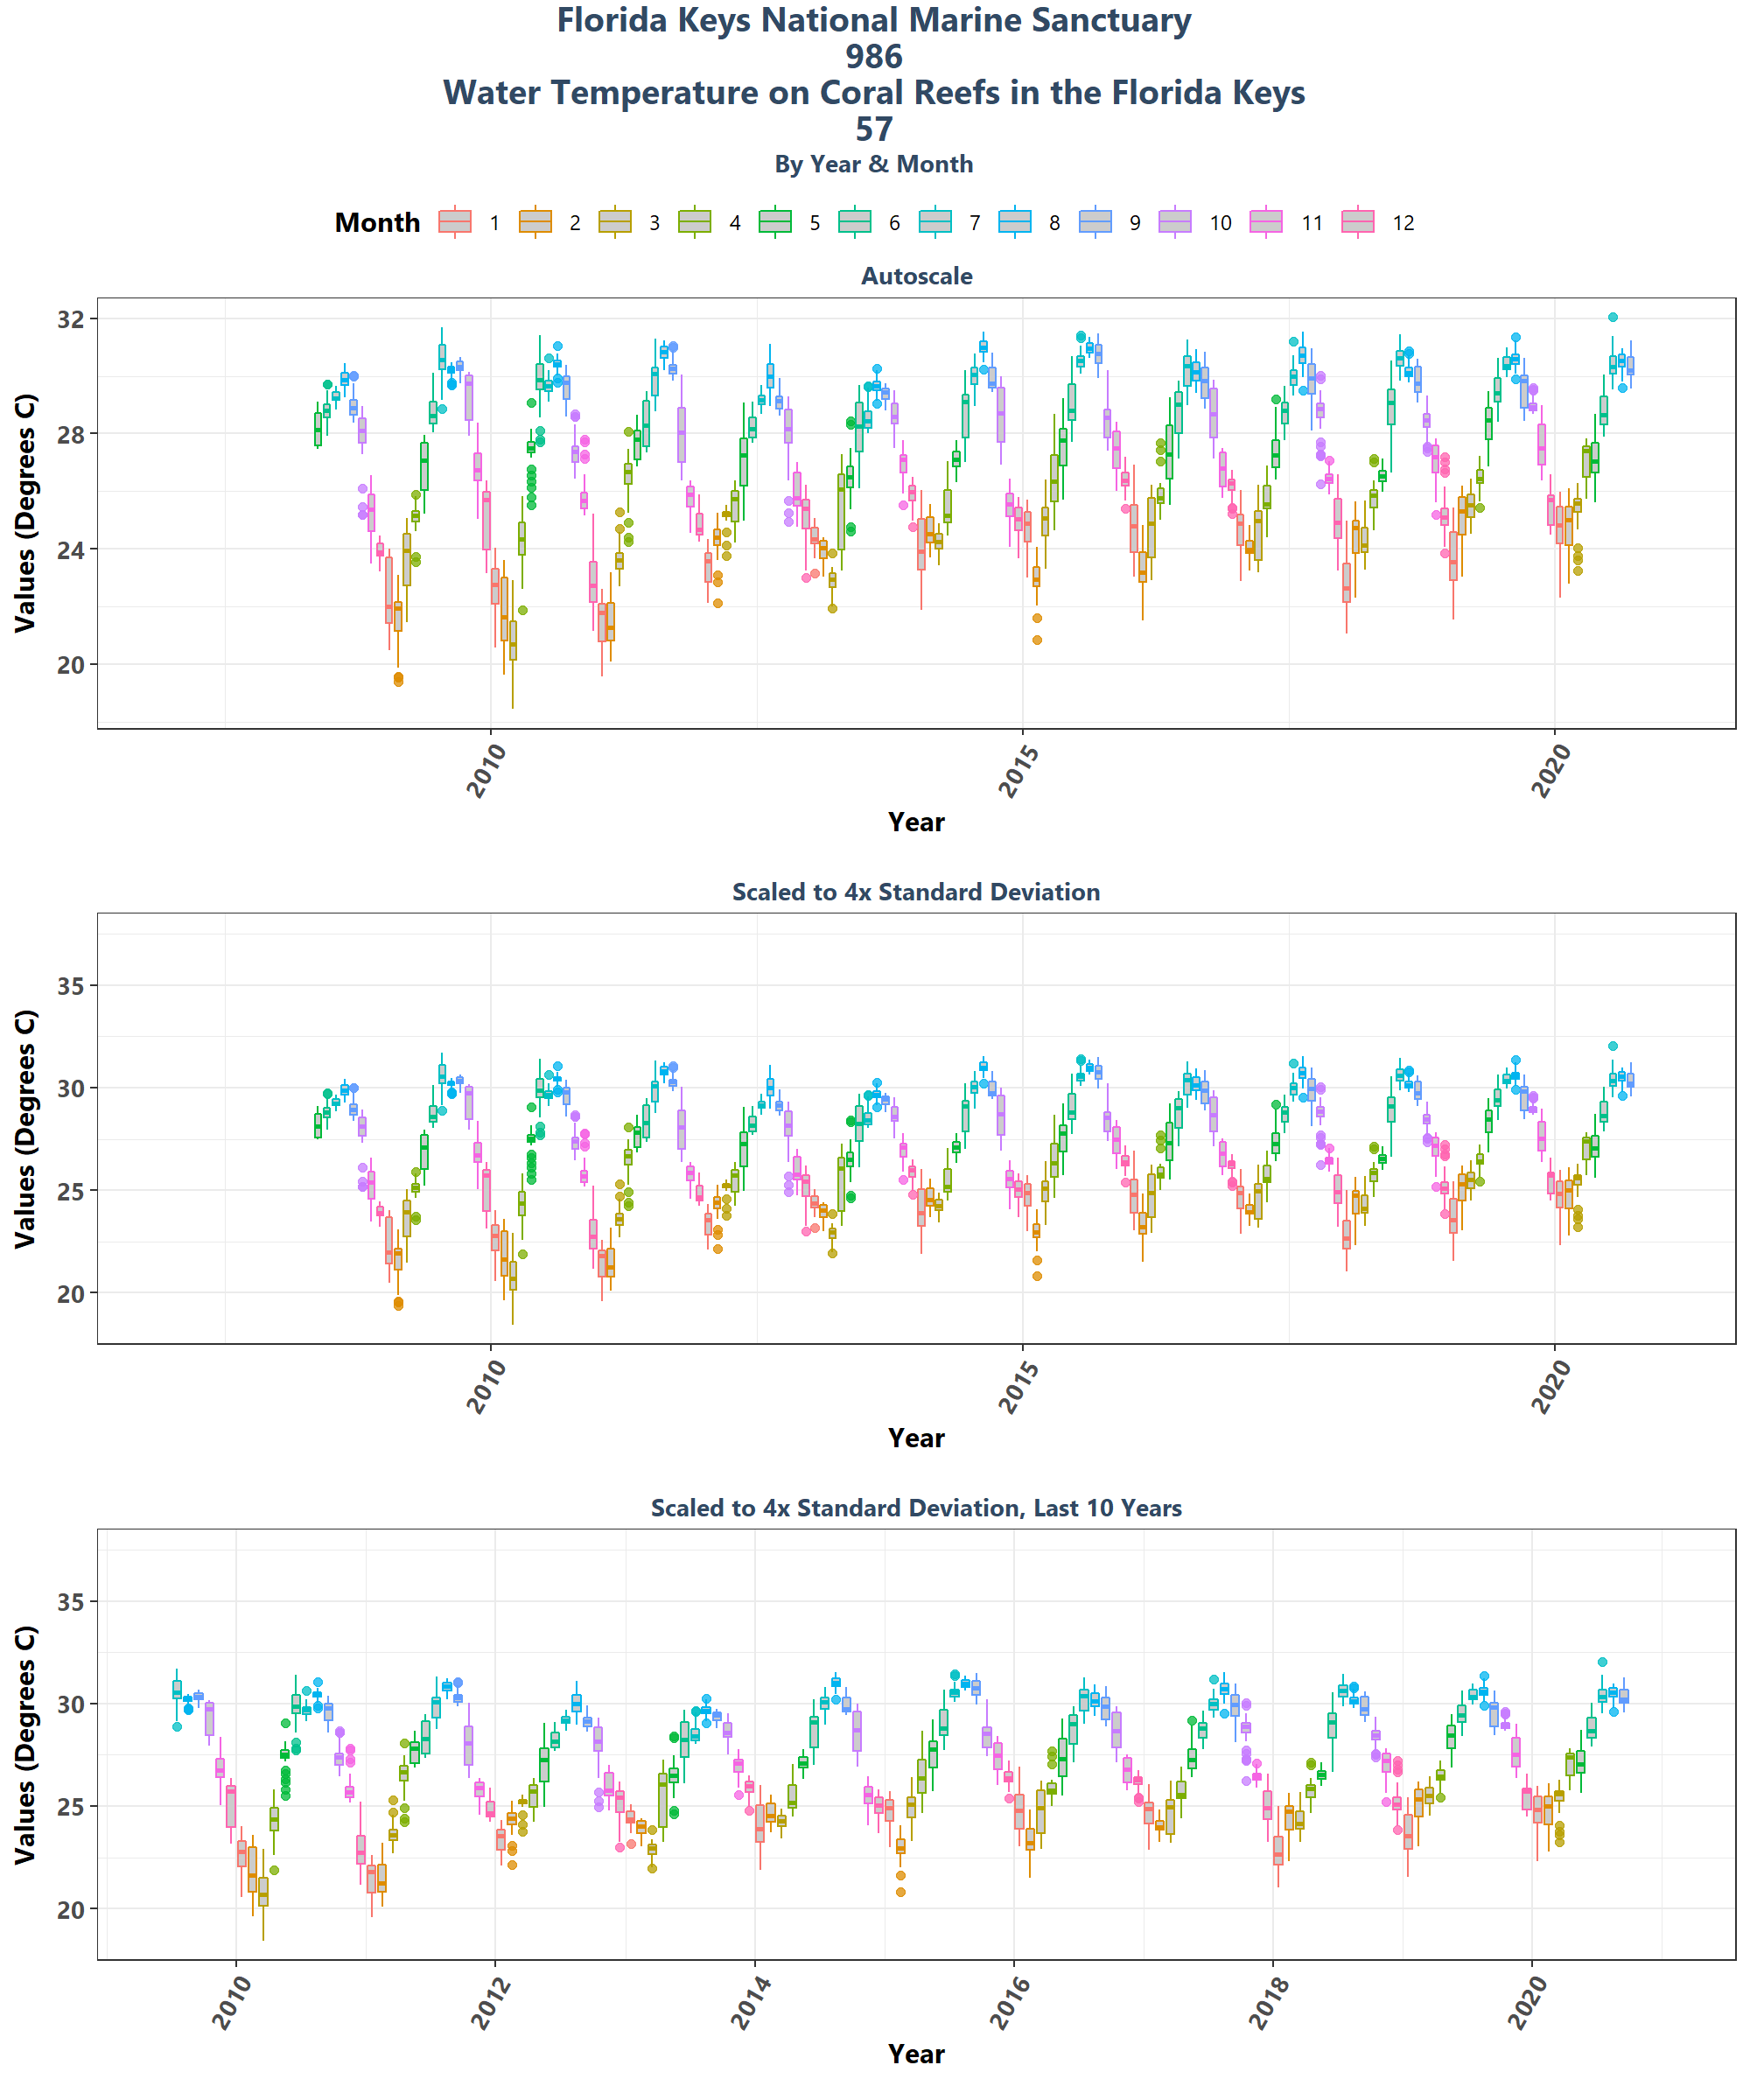 Florida Keys National Marine Sanctuary
986
Water Temperature on Coral Reefs in the Florida Keys
57
By Year & Month
Month 1 2 3 4 5 6 7 8 9 10 11 12
Autoscale
Values (Degrees C)
32
28
24
20
2010 2015 2020
Year
Scaled to 4x Standard Deviation
Values (Degrees C)
35
30
25
20
2010 2015 2020
Year
Scaled to 4x Standard Deviation, Last 10 Years
Values (Degrees C)
35
30
25
20
2010 2012 2014 2016 2018 2020
Year